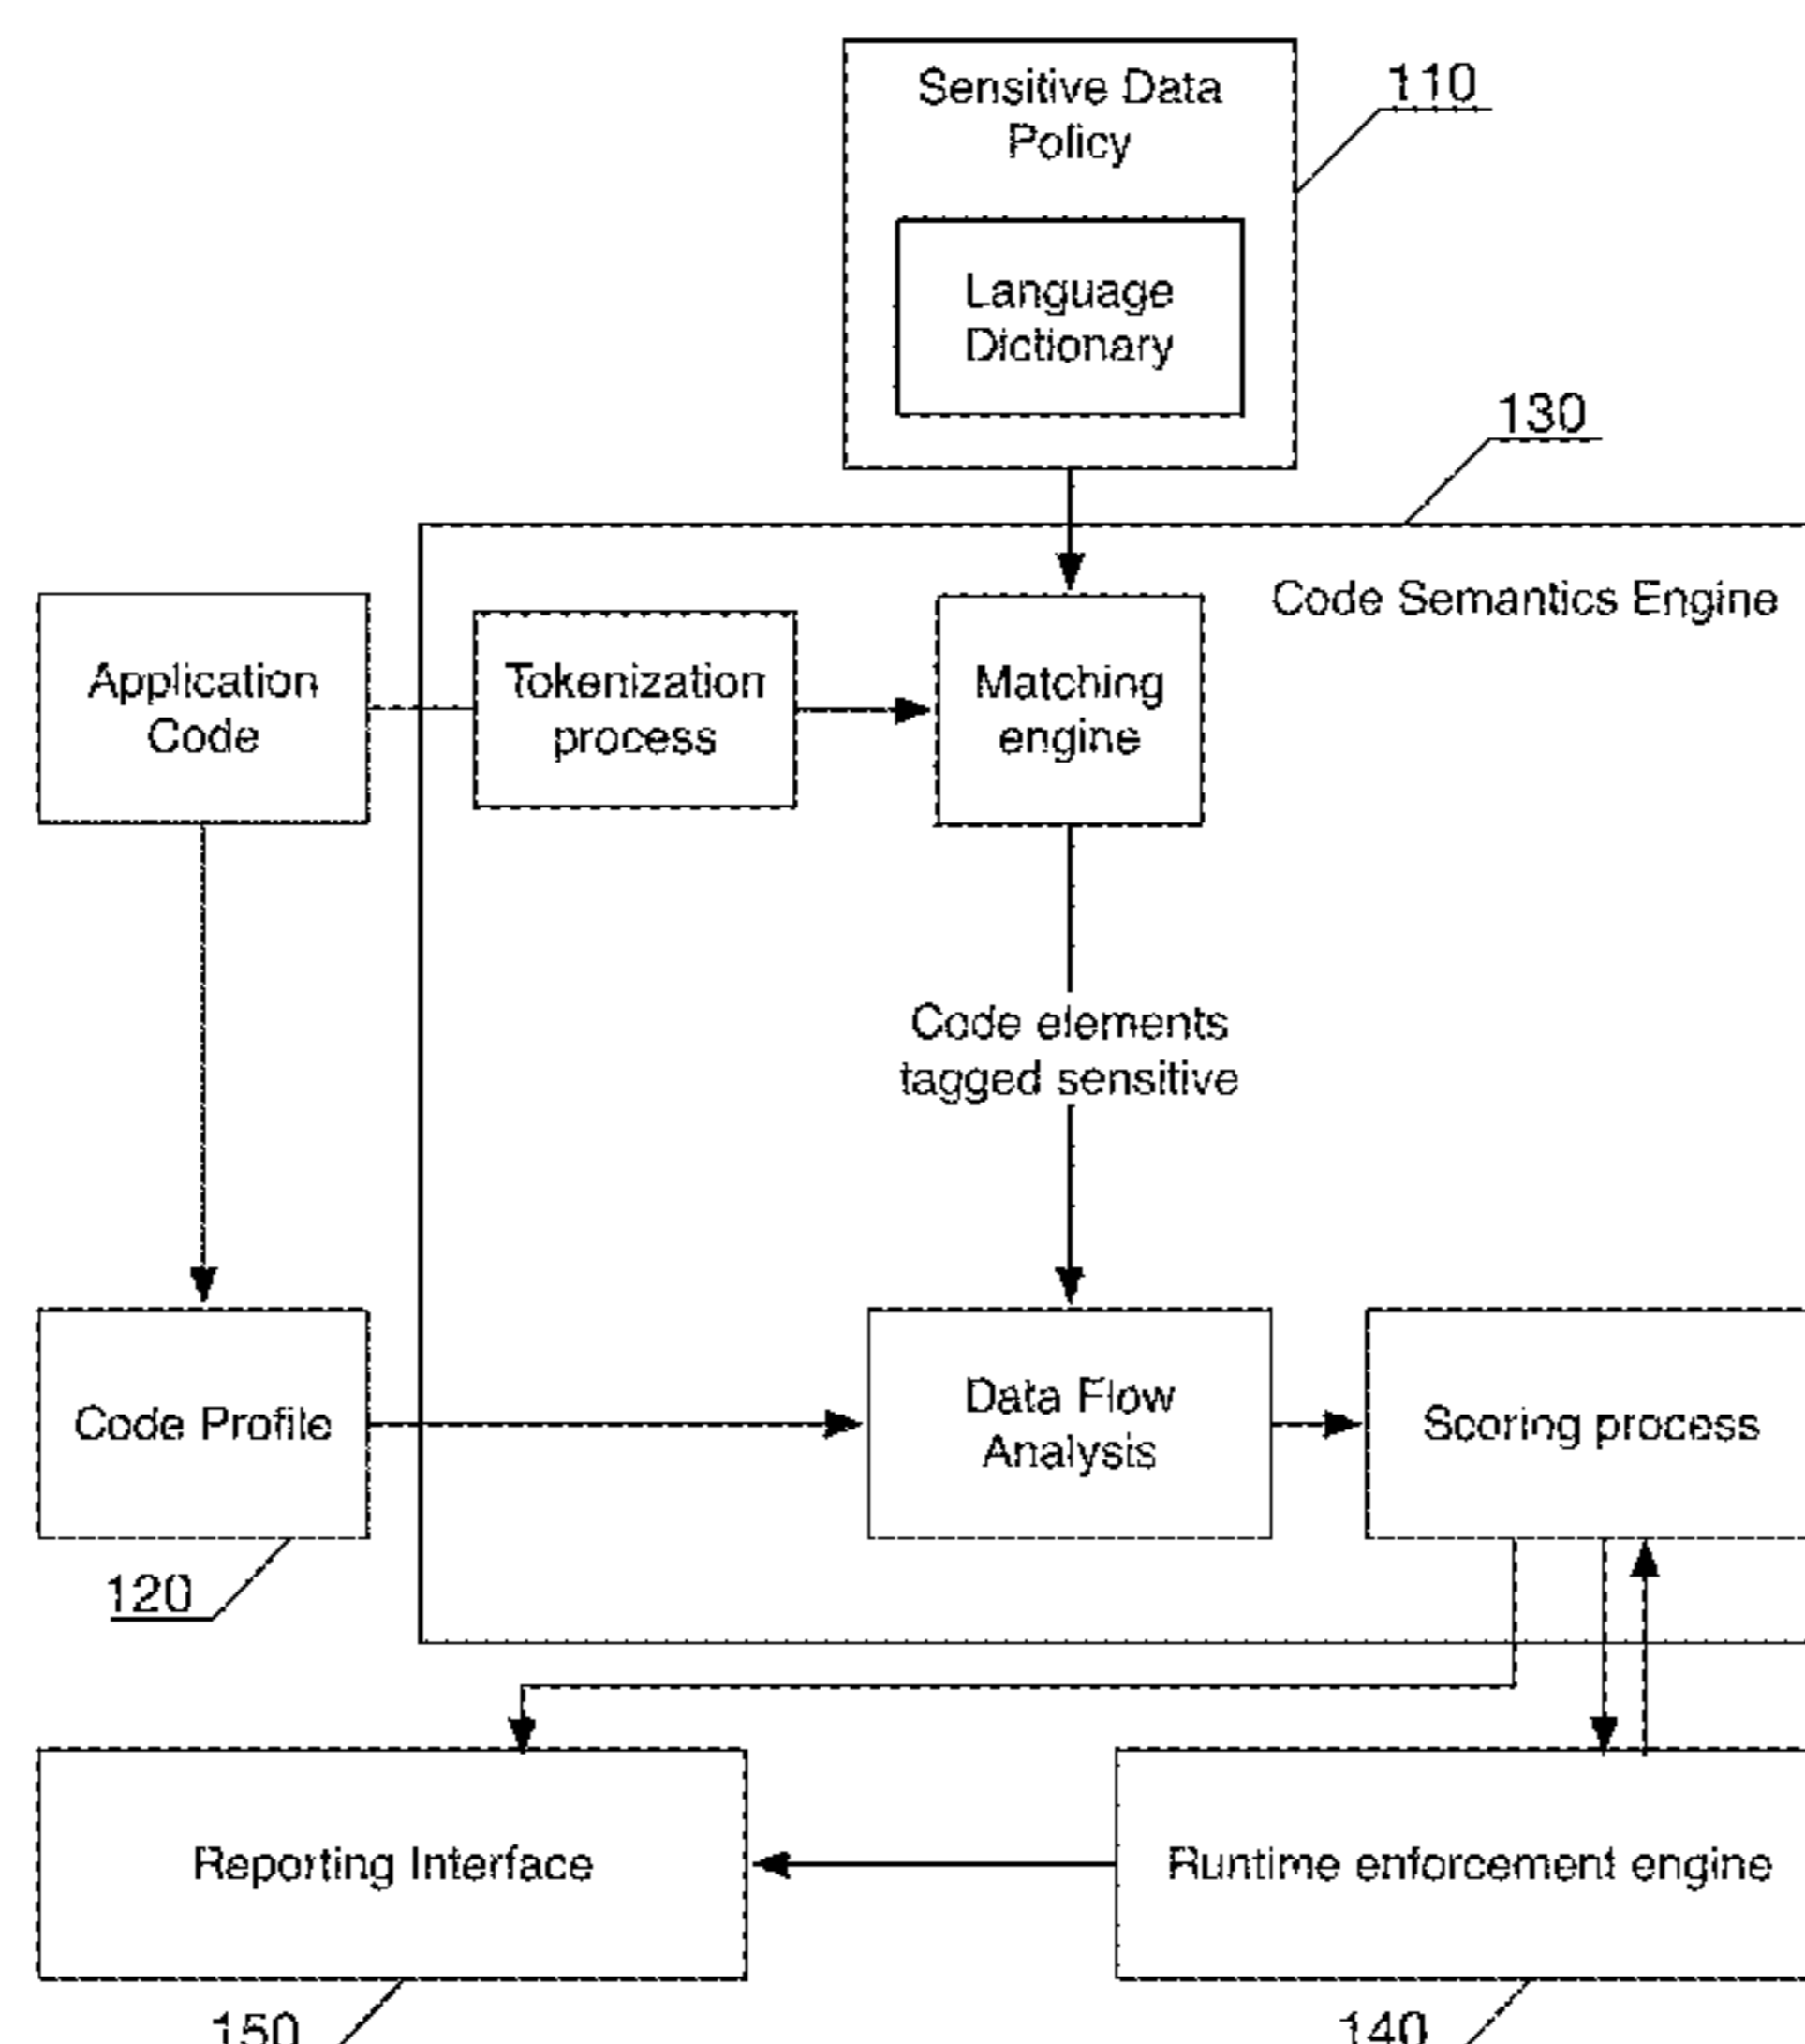 Sensitive Data
Policy
110
Language
Dictionary
130
Code Semantics Engine
Application
Code
Tokenization
process
Matching
engine
Code elements
tagged sensitive
Code Profile
Data Flow
Analysis
Scoring process
120
Reporting Interface
Runtime enforcement engine
150
140